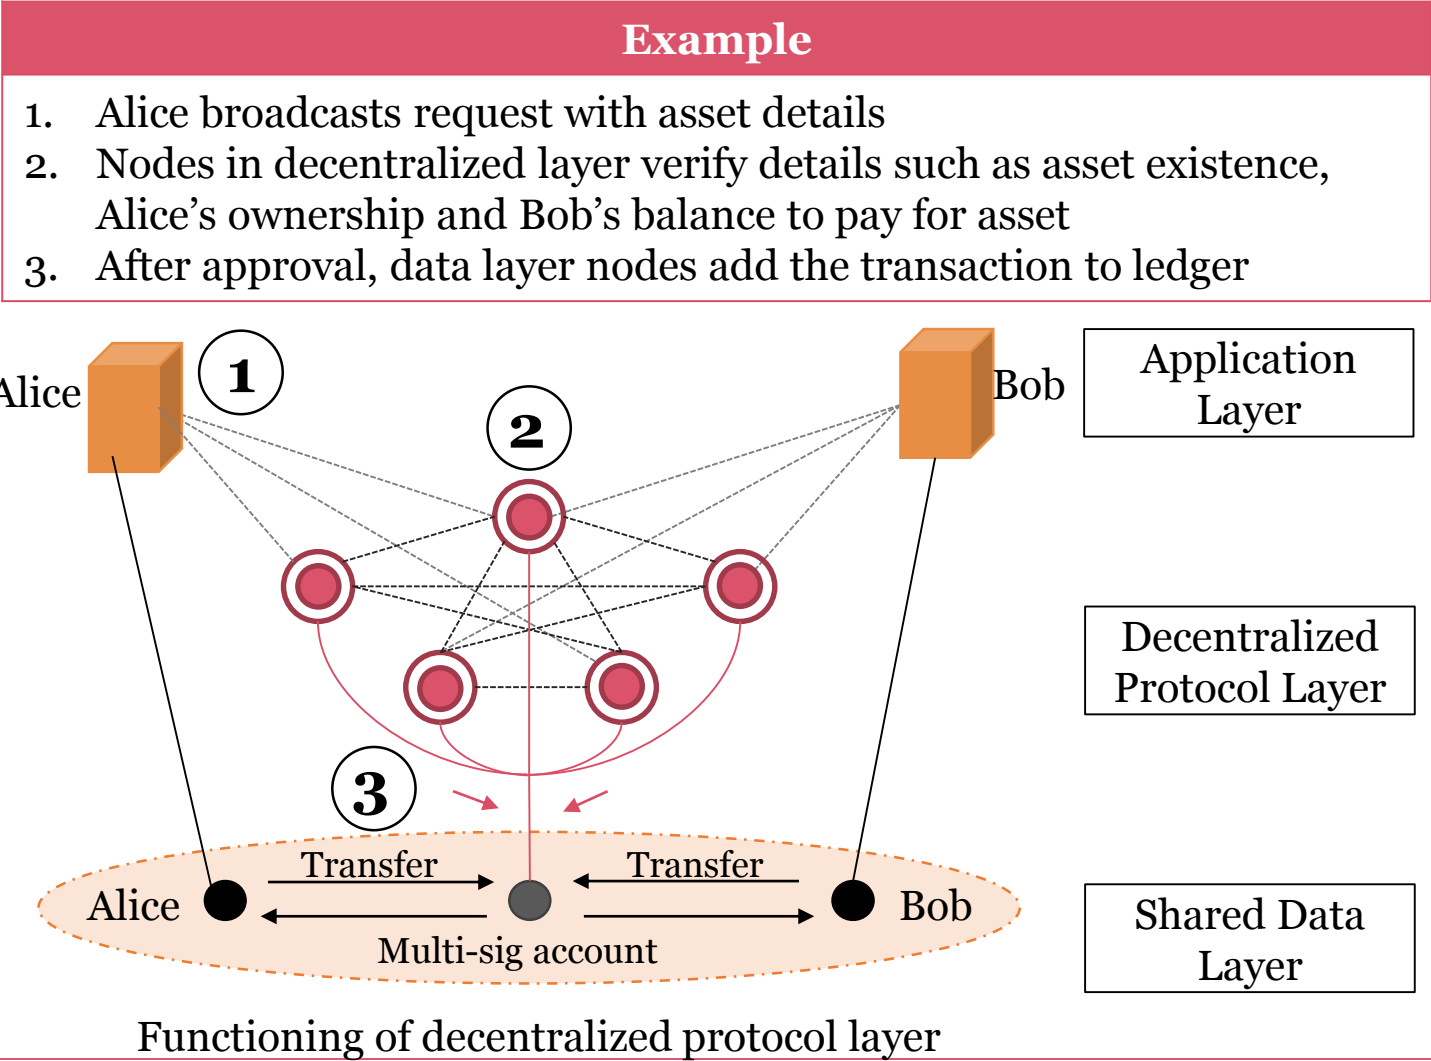 Example
1. Alice broadcasts request with asset details
2. Nodes in decentralized layer verify details such as asset existence,
Alice’s ownership and Bob’s balance to pay for asset
3. After approval, data layer nodes add the transaction to ledger
Alice
1
2
Bob
Application
Layer
Decentralized
Protocol Layer
3
Transfer
Transfer
Alice
Bob
Multi-sig account
Shared Data
Layer
Functioning of decentralized protocol layer